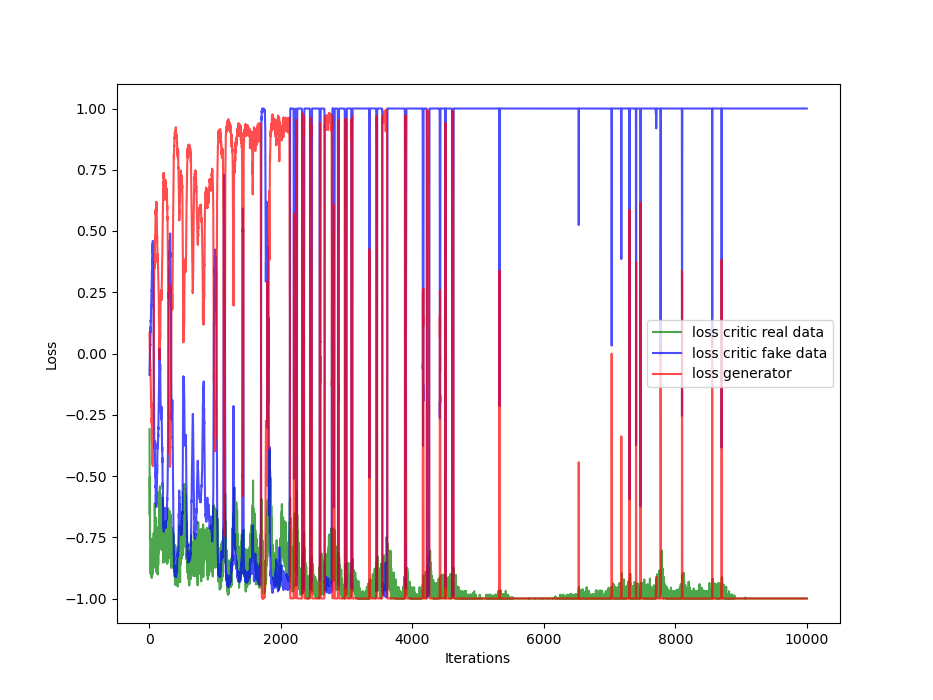 1.00
0.75
0.50
0.25
0.00
−0.25
−0.50
−0.75
−1.00
Loss
loss critic real data
loss critic fake data
loss generator
0 2000 4000 6000 8000 10000
Iterations